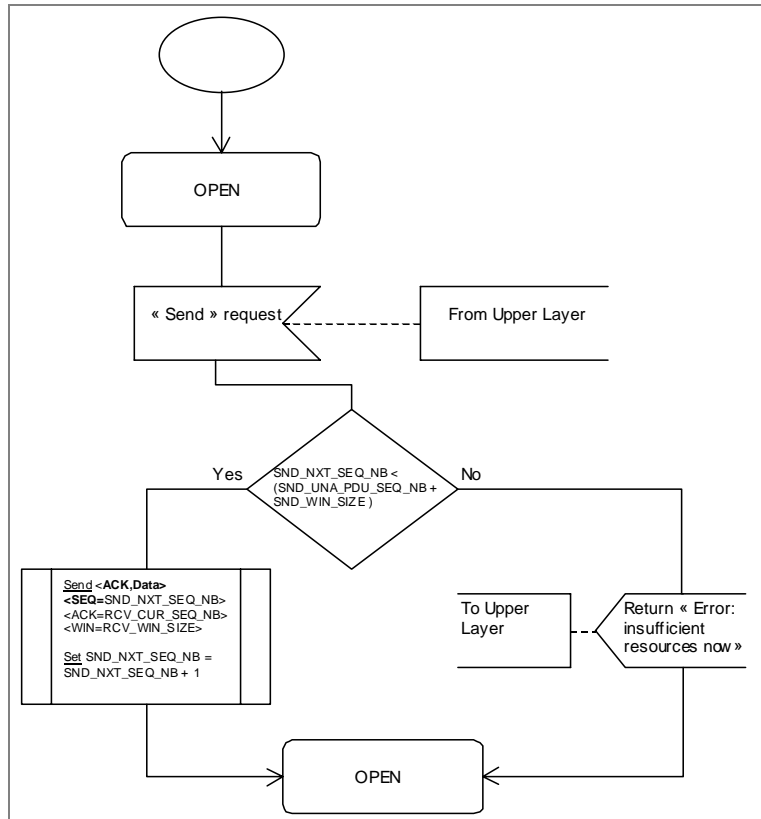 OPEN
« Send » request
From Upper Layer
Yes
SND_NXT_SEQ_NB <
(SND_UNA_PDU_SEQ_NB +
SND_WIN_SIZE )
No
Send <ACK,Data>
<SEQ=SND_NXT_SEQ_NB>
<ACK=RCV_CUR_SEQ_NB>
<WIN=RCV_WIN_SIZE>
Set SND_NXT_SEQ_NB =
SND_NXT_SEQ_NB + 1
To Upper
Layer
Return « Error:
insufficient
resources now »
OPEN